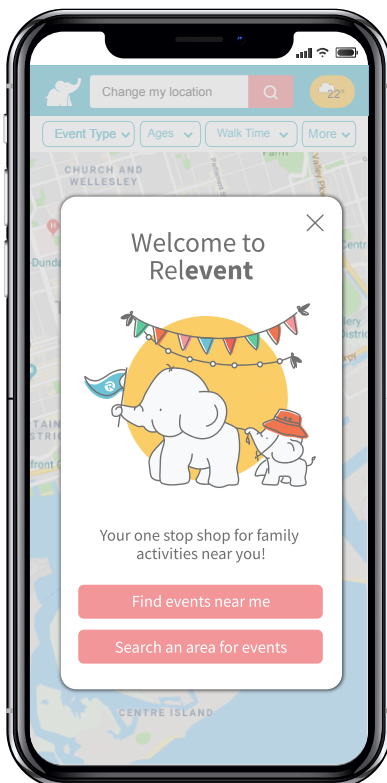 Change my location
22°
Event Type
Ages
Walk Time
More
CHURCH AND
WELLESLEY
H
Welcome to
Relevent
R
Your one stop shop for family
activities near you!
Find events near me
Search an area for events
CENTRE ISLAND